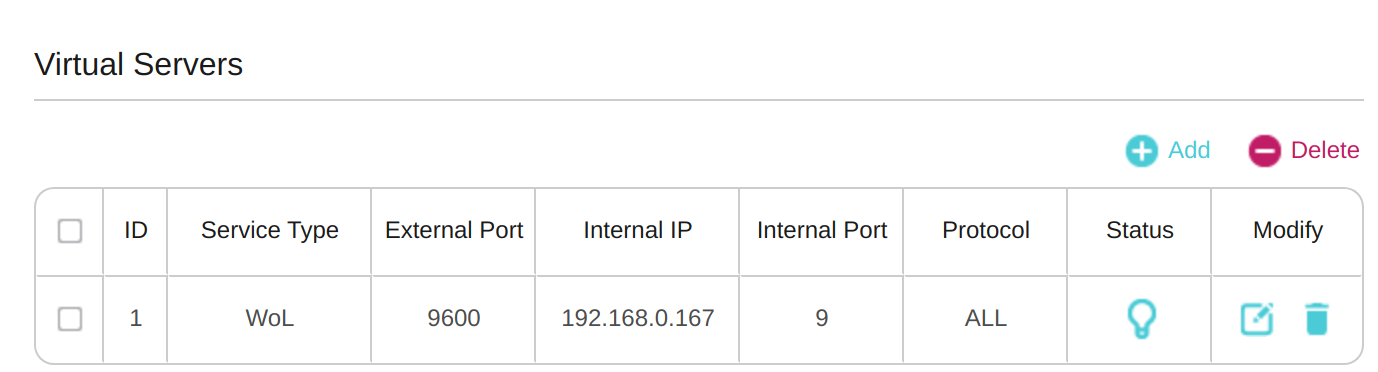 Virtual Servers
Add Delete
ID Service Type External Port Internal IP Internal Port Protocol Status Modify
1 WoL 9600 192.168.0.167 9 ALL